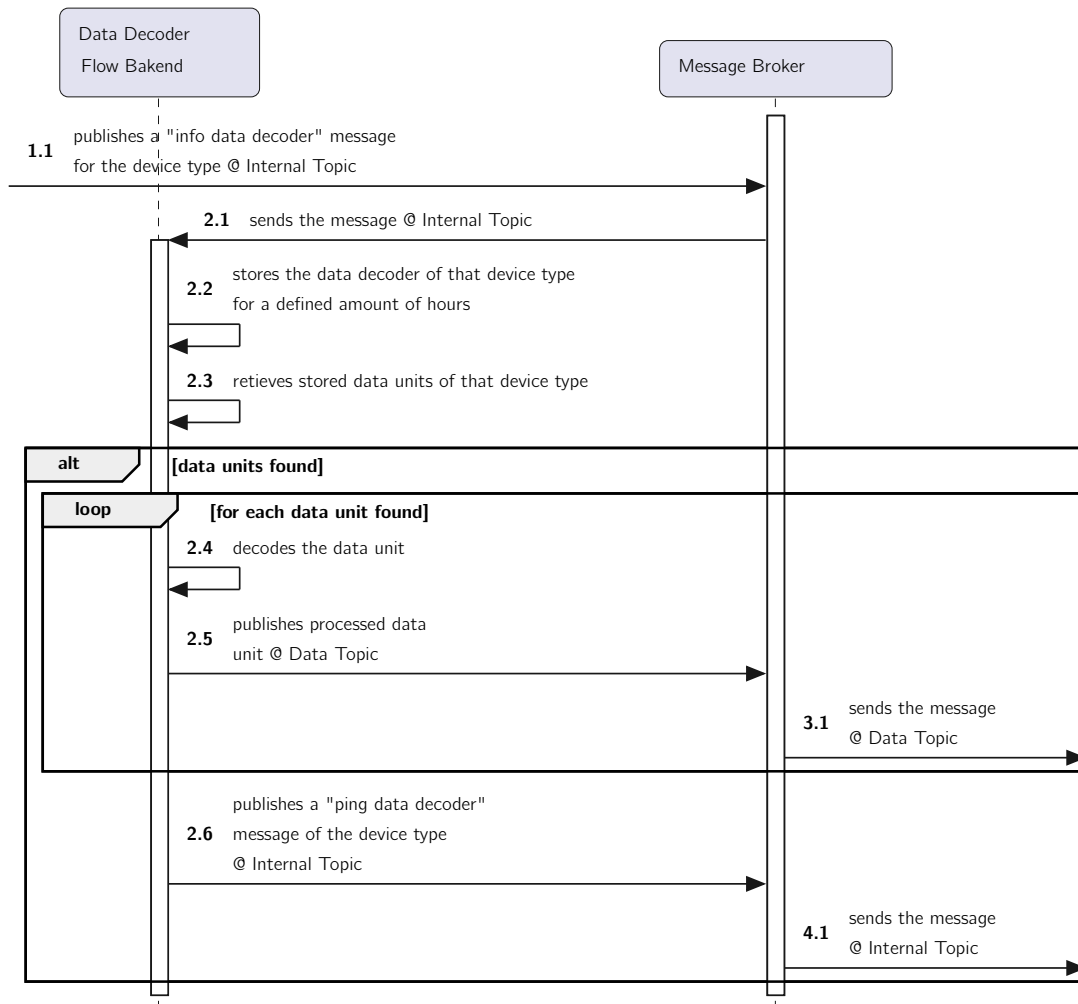 Data Decoder
Flow Bakend
Message Broker
1.1 publishes a "info data decoder" message
for the device type @ Internal Topic
2.1 sends the message @ Internal Topic
2.2 stores the data decoder of that device type
for a defined amount of hours
2.3 retieves stored data units of that device type
alt [data units found]
loop [for each data unit found]
2.4 decodes the data unit
2.5 publishes processed data
unit @ Data Topic
3.1 sends the message
@ Data Topic
2.6 publishes a "ping data decoder"
message of the device type
@ Internal Topic
4.1 sends the message
@ Internal Topic